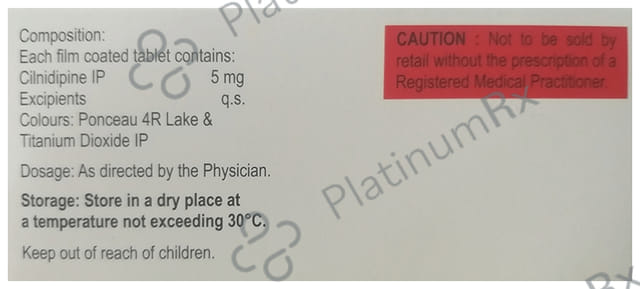 Composition:
Each film coated tablet contains:
Cilnidipine IP 5 mg
Excipients q.s.
Colours: Ponceau 4R Lake &
Titanium Dioxide IP
Dosage: As directed by the Physician.
Storage: Store in a dry place at
a temperature not exceeding 30°C.
Keep out of reach of children.
CAUTION : Not to be sold by
retail without the prescription of a
Registered Medical Practitioner.
PlatinumRx
Platin